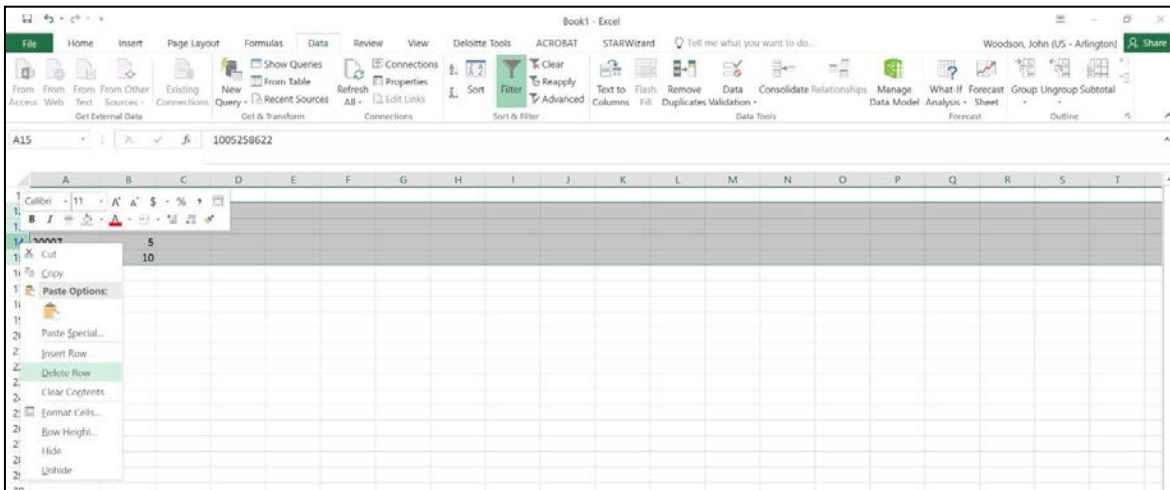 Book1 - Excel
File Home Insert Page Layout Formulas Data Review View Deloitte Tools ACROBAT STARWizard Tell me what you want to do... Woodson, John (US - Arlington) Share
From Access From Web From Text From Other Sources Existing Connections New Query Show Queries From Table Recent Sources Refresh All Connections Properties Edit Links Sort Filter Clear Reapply Advanced Text to Columns Flash Fill Remove Duplicates Data Validation Consolidate Relationships Manage Data Model What-If Analysis Forecast Sheet Group Ungroup Subtotal
Get External Data Get & Transform Connections Sort & Filter Data Tools Forecast Outline
A15 fx 1005258622
A B C D E F G H I J K L M N O P Q R S T
Calibri 11 A A $ % ,
B I A
14 20007 5
10
Cut
Copy
Paste Options:
Paste Special...
Insert Row
Delete Row
Clear Contents
Format Cells...
Row Height...
Hide
Unhide